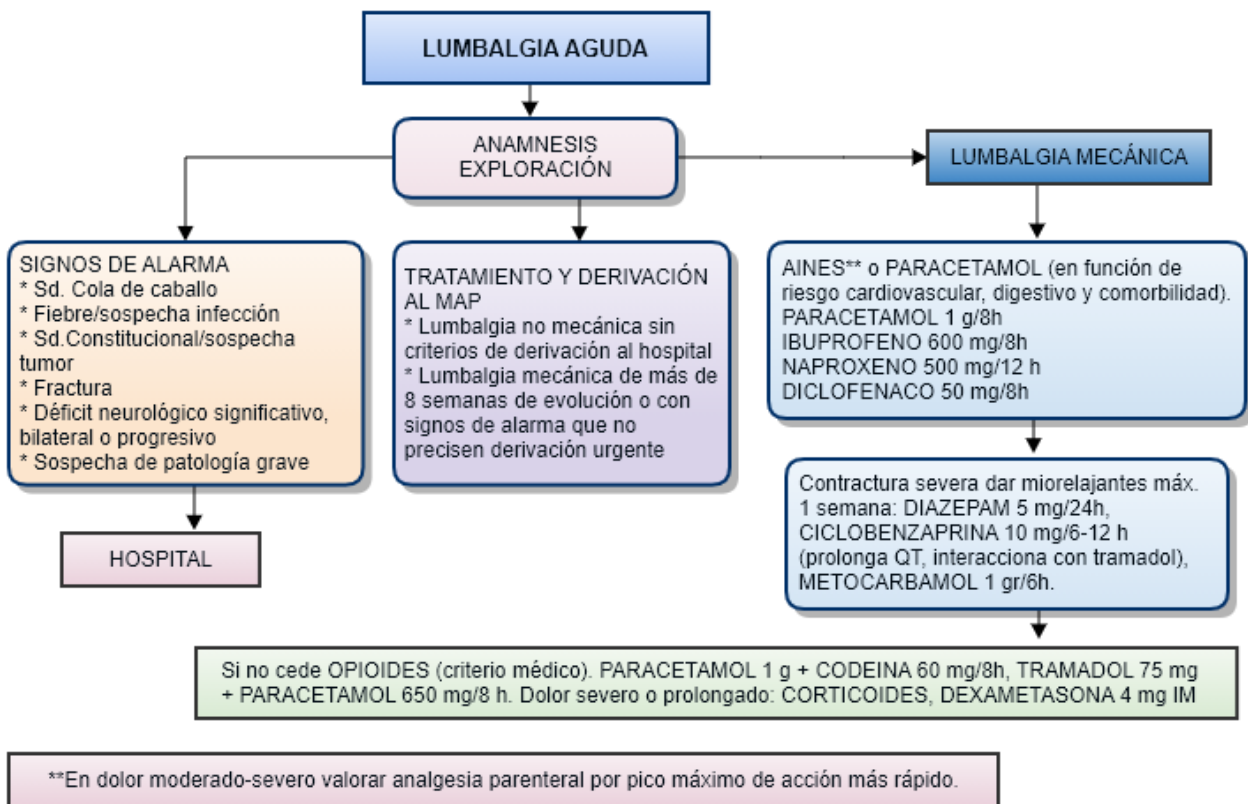 LUMBALGIA AGUDA
ANAMNESIS
EXPLORACIÓN
LUMBALGIA MECÁNICA
SIGNOS DE ALARMA
* Sd. Cola de caballo
* Fiebre/sospecha infección
* Sd.Constitucional/sospecha
tumor
* Fractura
* Déficit neurológico significativo,
bilateral o progresivo
* Sospecha de patología grave
HOSPITAL
TRATAMIENTO Y DERIVACIÓN
AL MAP
* Lumbalgia no mecánica sin
criterios de derivación al hospital
* Lumbalgia mecánica de más de
8 semanas de evolución o con
signos de alarma que no
precisen derivación urgente
AINES** o PARACETAMOL (en función de
riesgo cardiovascular, digestivo y comorbilidad).
PARACETAMOL 1 g/8h
IBUPROFENO 600 mg/8h
NAPROXENO 500 mg/12 h
DICLOFENACO 50 mg/8h
Contractura severa dar miorelajantes máx.
1 semana: DIAZEPAM 5 mg/24h,
CICLOBENZAPRINA 10 mg/6-12 h
(prolonga QT, interacciona con tramadol),
METOCARBAMOL 1 gr/6h.
Si no cede OPIOIDES (criterio médico). PARACETAMOL 1 g + CODEINA 60 mg/8h, TRAMADOL 75 mg
+ PARACETAMOL 650 mg/8 h. Dolor severo o prolongado: CORTICOIDES, DEXAMETASONA 4 mg IM
**En dolor moderado-severo valorar analgesia parenteral por pico máximo de acción más rápido.